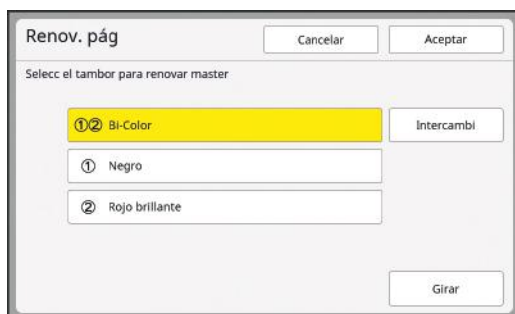 Renov. pág
Cancelar
Aceptar
Selecc el tambor para renovar master
①② Bi-Color
Intercambi
① Negro
② Rojo brillante
Girar